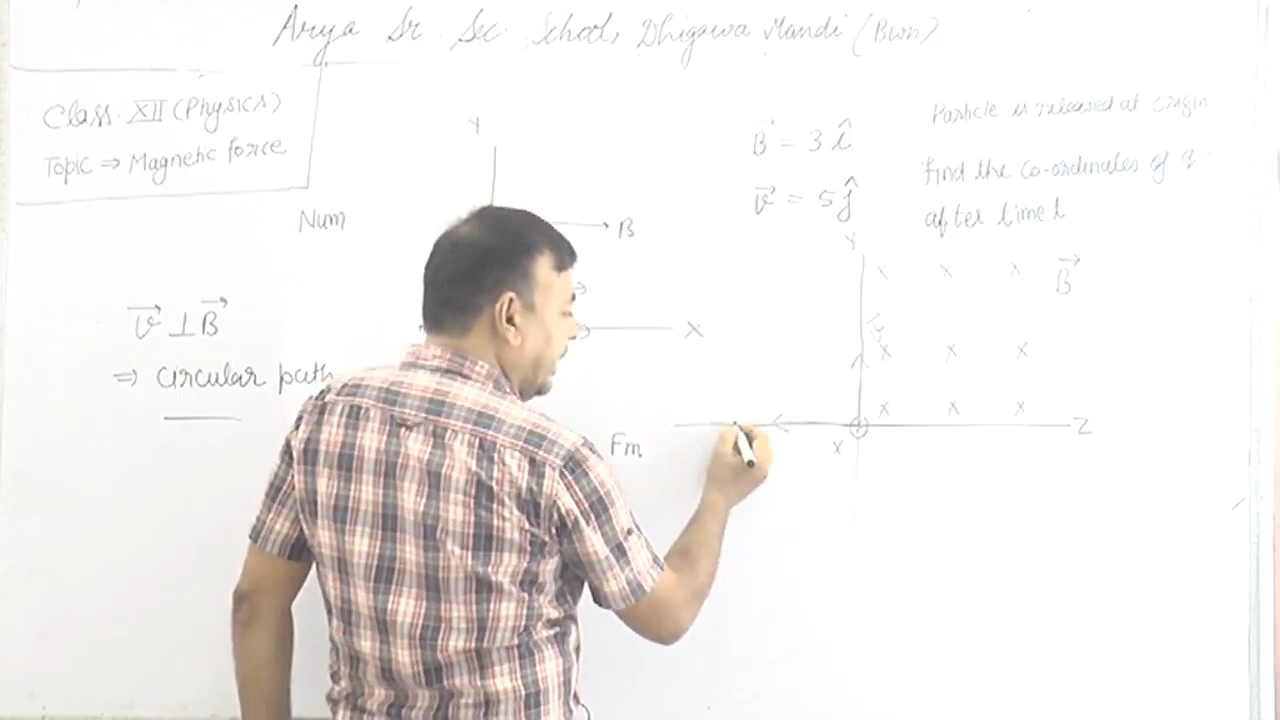 Arya Sr. Sec. School, Dhigawa Mandi (Bwn)
Class. XII (Physics)
Topic ⇒ Magnetic force
Num
Y
B
X
v⃗ ⊥ B⃗
⇒ circular path
B⃗ = 3 î
v⃗ = 5 ĵ
Particle is released at origin
find the co-ordinates of q
after time t
Y
x x x B⃗
x x x
x x x
Fm
X
Z